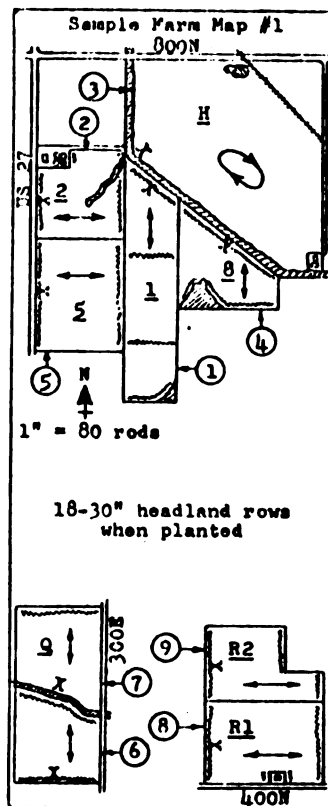 Sample Farm Map #1
800N
3
H
2
US 27
2
8
1
5
4
5
1
N
1" = 80 rods
18-30" headland rows
when planted
9
Q
300E
R2
X
7
8
R1
6
X
400N